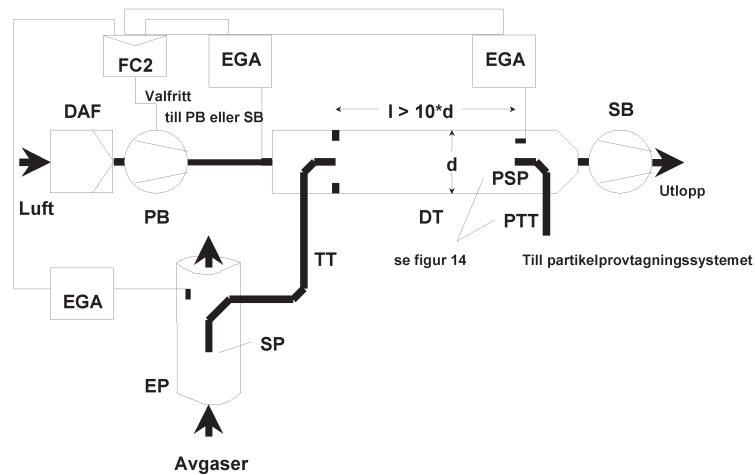 FC2
EGA
EGA
DAF
Valfritt
till PB eller SB
l > 10*d
SB
d
PSP
Luft
PB
DT
PTT
Utlopp
TT
se figur 14
Till partikelprovtagningssystemet
EGA
SP
EP
Avgaser